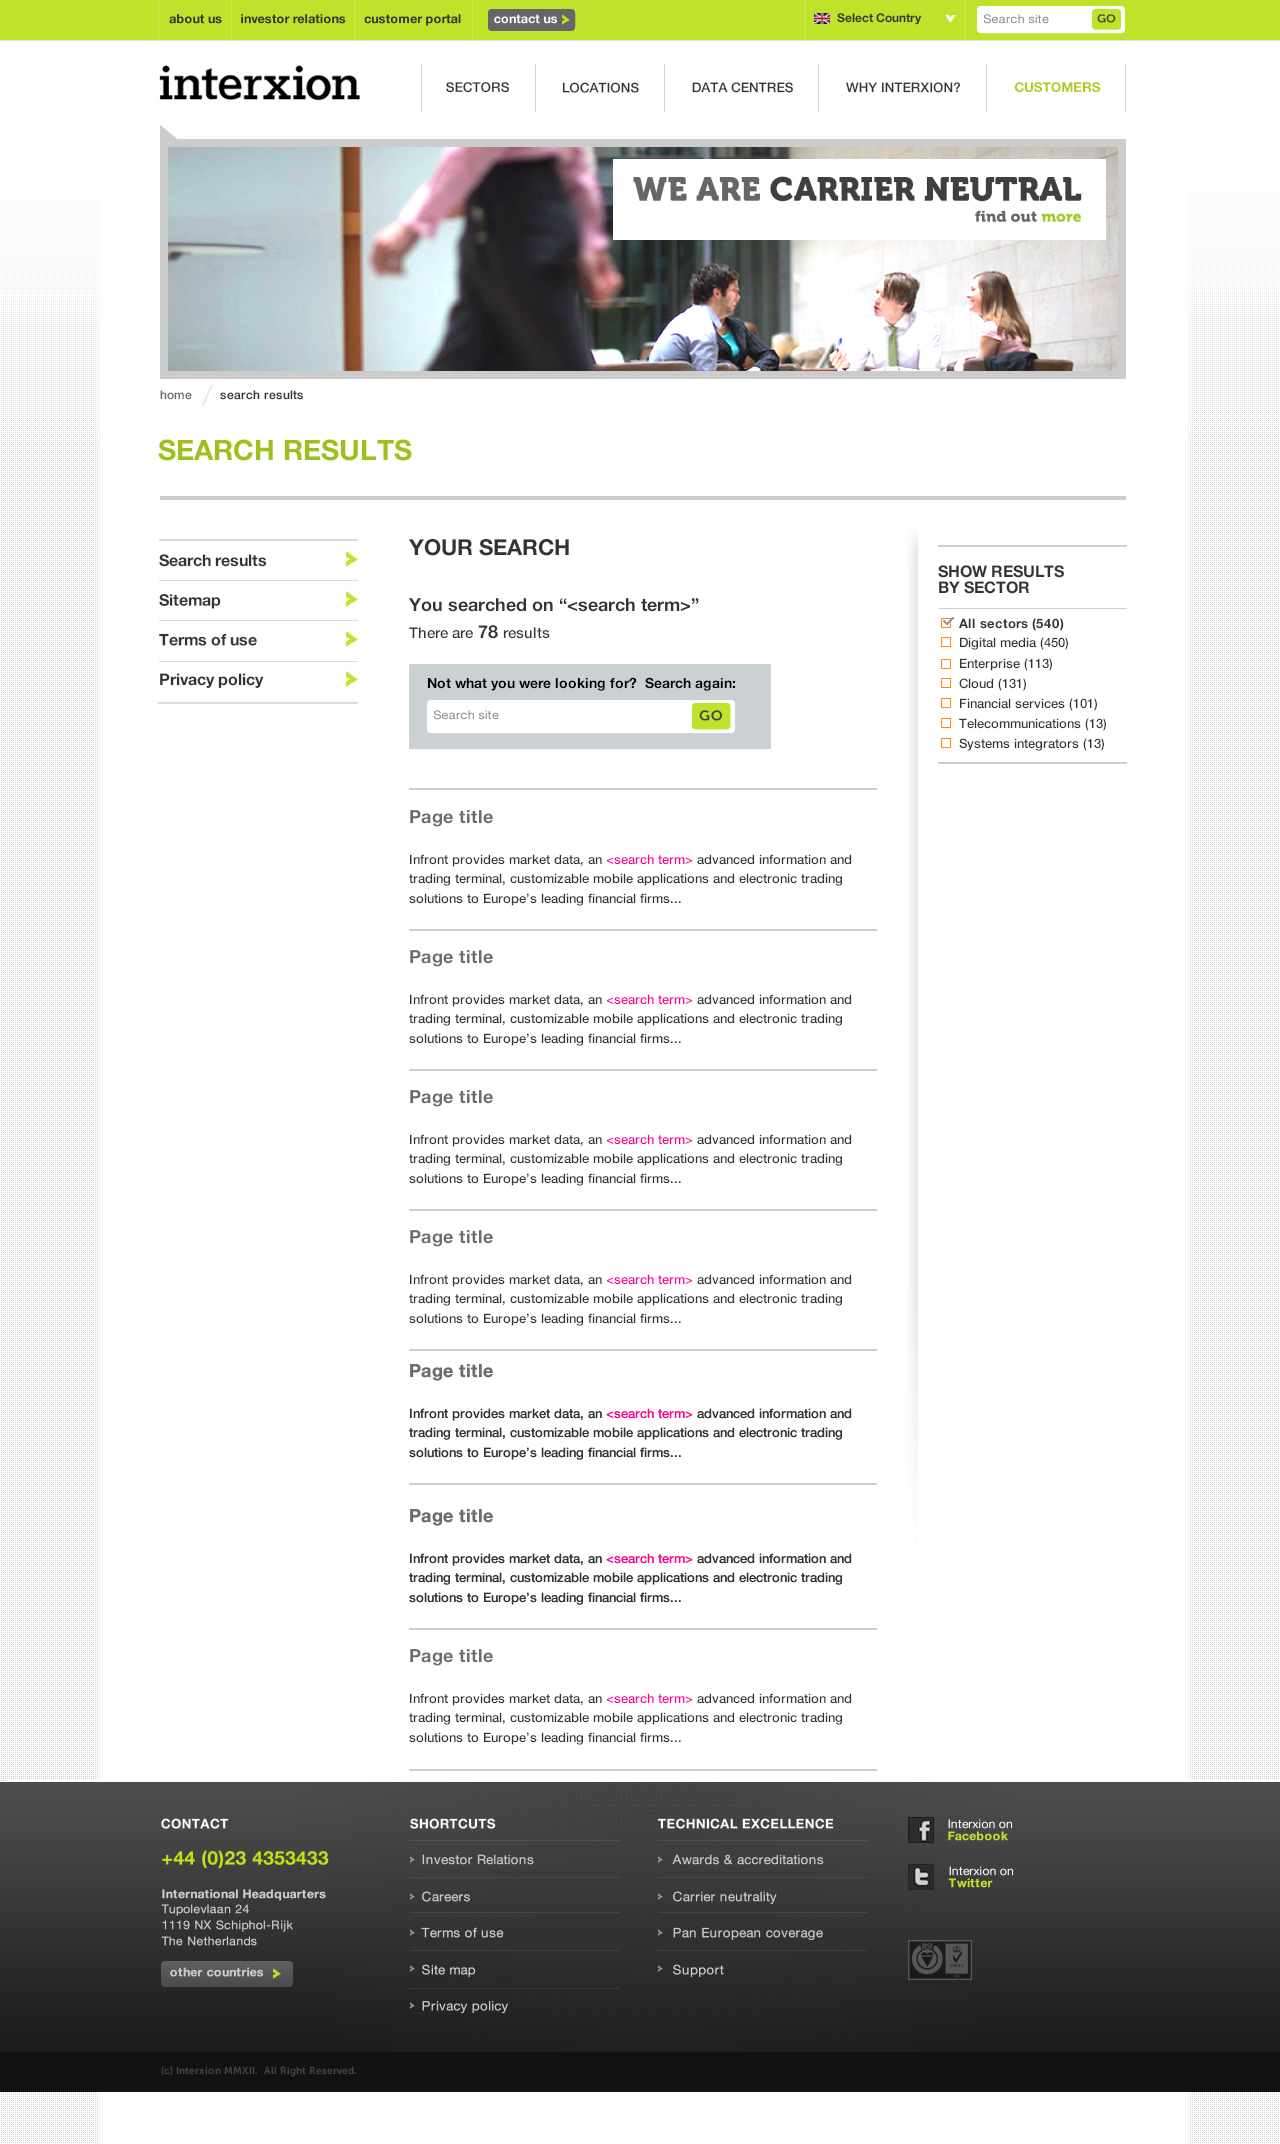 about us
investor relations
customer portal
contact us
Select Country
Search site
GO
interxion
SECTORS
LOCATIONS
DATA CENTRES
WHY INTERXION?
CUSTOMERS
WE ARE CARRIER NEUTRAL
find out more
home
search results
SEARCH RESULTS
Search results
Sitemap
Terms of use
Privacy policy
YOUR SEARCH
You searched on “<search term>”
There are 78 results
Not what you were looking for?  Search again:
Search site
GO
Page title
Infront provides market data, an <search term> advanced information and
trading terminal, customizable mobile applications and electronic trading
solutions to Europe’s leading financial firms...
Page title
Infront provides market data, an <search term> advanced information and
trading terminal, customizable mobile applications and electronic trading
solutions to Europe’s leading financial firms...
Page title
Infront provides market data, an <search term> advanced information and
trading terminal, customizable mobile applications and electronic trading
solutions to Europe’s leading financial firms...
Page title
Infront provides market data, an <search term> advanced information and
trading terminal, customizable mobile applications and electronic trading
solutions to Europe’s leading financial firms...
Page title
Infront provides market data, an <search term> advanced information and
trading terminal, customizable mobile applications and electronic trading
solutions to Europe’s leading financial firms...
Page title
Infront provides market data, an <search term> advanced information and
trading terminal, customizable mobile applications and electronic trading
solutions to Europe’s leading financial firms...
Page title
Infront provides market data, an <search term> advanced information and
trading terminal, customizable mobile applications and electronic trading
solutions to Europe’s leading financial firms...
SHOW RESULTS
BY SECTOR
All sectors (540)
Digital media (450)
Enterprise (113)
Cloud (131)
Financial services (101)
Telecommunications (13)
Systems integrators (13)
CONTACT
+44 (0)23 4353433
International Headquarters
Tupolevlaan 24
1119 NX Schiphol-Rijk
The Netherlands
other countries
SHORTCUTS
Investor Relations
Careers
Terms of use
Site map
Privacy policy
TECHNICAL EXCELLENCE
Awards & accreditations
Carrier neutrality
Pan European coverage
Support
Interxion on
Facebook
Interxion on
Twitter
BSI
(c) Interxion MMXII.  All Right Reserved.